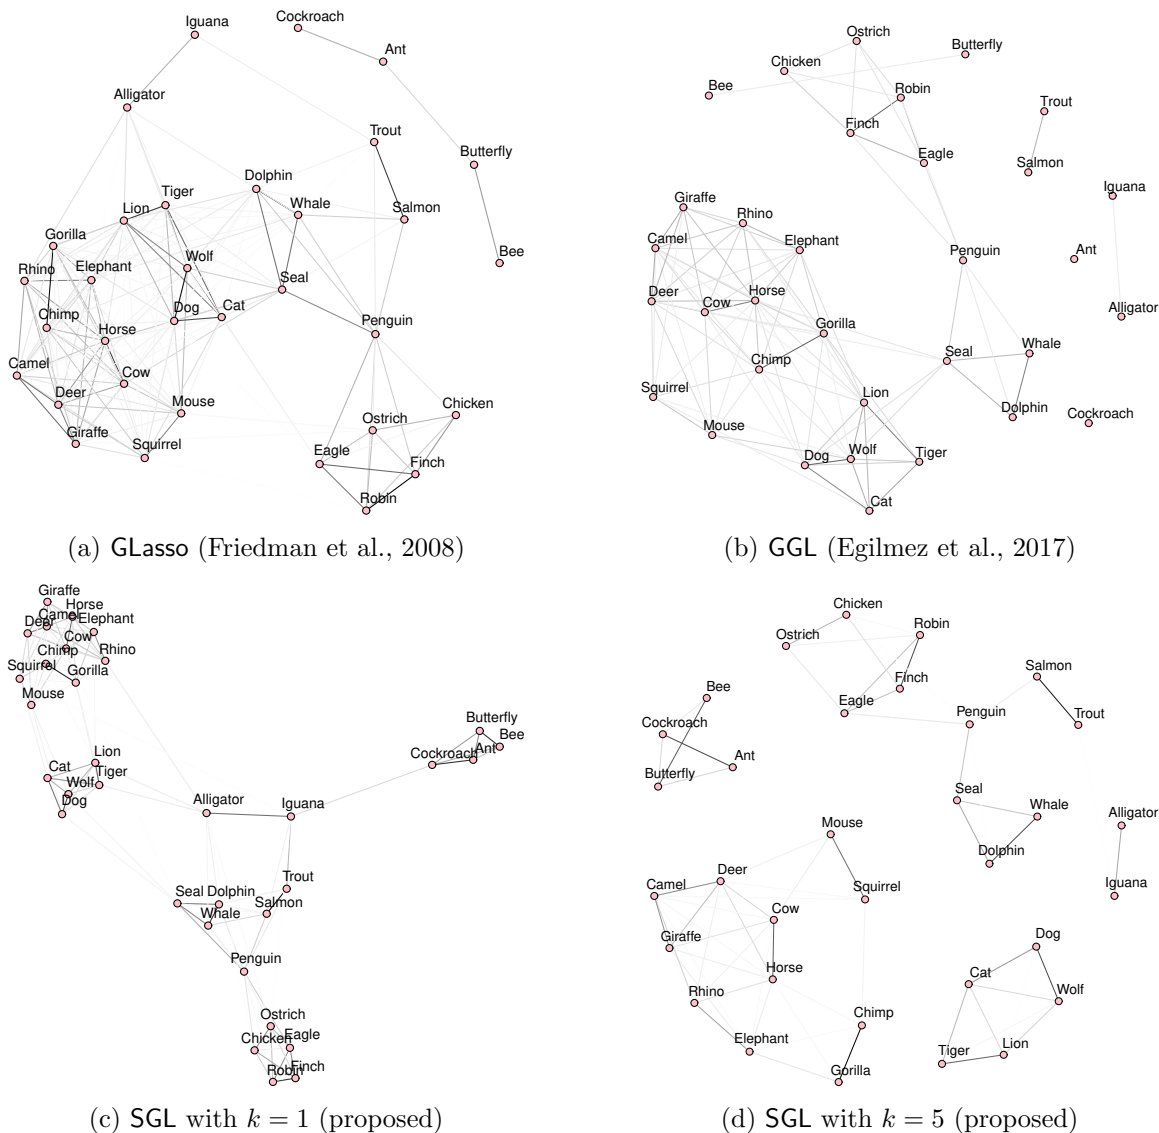 Iguana
Cockroach
Ant
Alligator
Trout
Butterfly
Dolphin
Tiger
Whale
Lion
Salmon
Gorilla
Bee
Wolf
Rhino
Elephant
Seal
Chimp
Dog
Cat
Horse
Penguin
Camel
Cow
Deer
Mouse
Chicken
Ostrich
Giraffe
Squirrel
Eagle
Finch
Robin
(a) GLasso (Friedman et al., 2008)
Ostrich
Butterfly
Chicken
Bee
Robin
Trout
Finch
Eagle
Salmon
Iguana
Giraffe
Rhino
Camel
Elephant
Penguin
Ant
Deer
Cow
Horse
Alligator
Gorilla
Seal
Whale
Chimp
Squirrel
Lion
Dolphin
Cockroach
Mouse
Dog
Wolf
Tiger
Cat
(b) GGL (Egilmez et al., 2017)
Giraffe
Horse
Camel
Deer
Elephant
Cow
Chimp
Rhino
Squirrel
Gorilla
Mouse
Butterfly
Bee
Cockroach
Ant
Lion
Cat
Tiger
Wolf
Dog
Alligator
Iguana
Trout
Seal
Dolphin
Salmon
Whale
Penguin
Ostrich
Chicken
Eagle
Robin
Finch
(c) SGL with k = 1 (proposed)
Chicken
Robin
Ostrich
Salmon
Finch
Bee
Eagle
Penguin
Trout
Cockroach
Ant
Butterfly
Seal
Whale
Alligator
Mouse
Dolphin
Deer
Camel
Squirrel
Iguana
Cow
Giraffe
Dog
Horse
Cat
Rhino
Wolf
Chimp
Elephant
Tiger
Lion
Gorilla
(d) SGL with k = 5 (proposed)